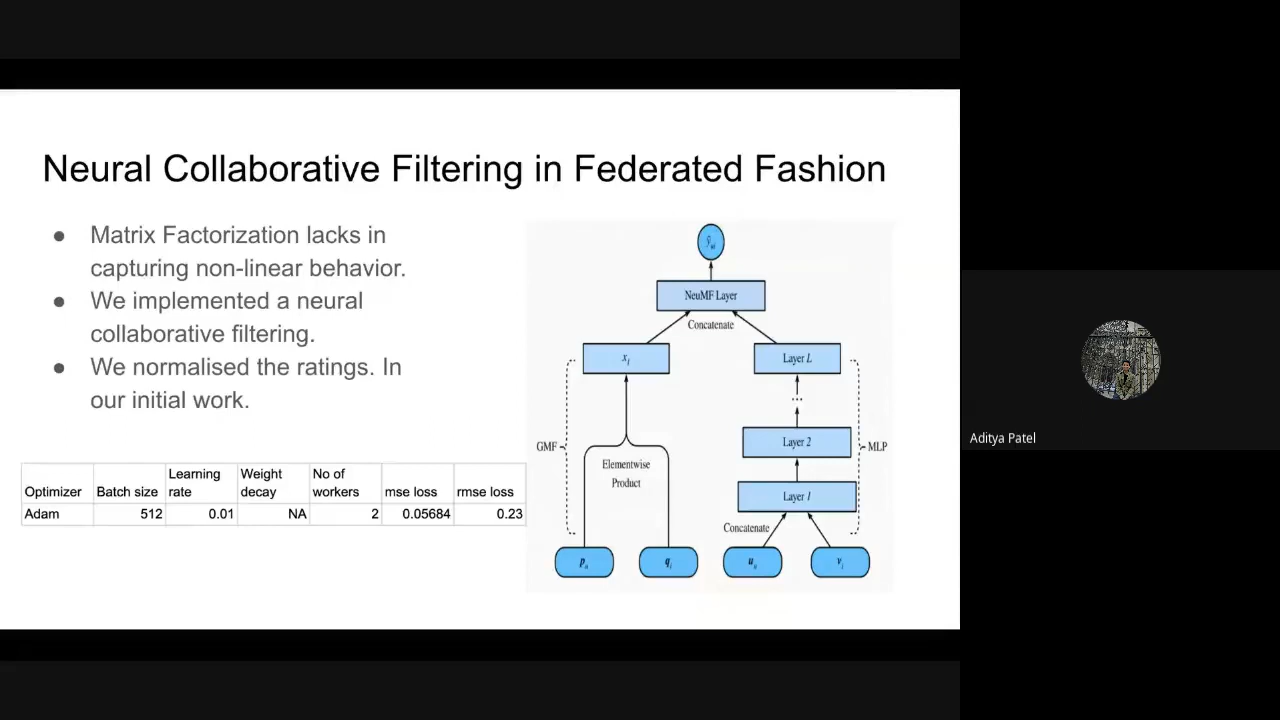 Neural Collaborative Filtering in Federated Fashion
● Matrix Factorization lacks in
capturing non-linear behavior.
● We implemented a neural
collaborative filtering.
● We normalised the ratings. In
our initial work.
Optimizer Batch size Learning rate Weight decay No of workers mse loss rmse loss
Adam 512 0.01 NA 2 0.05684 0.23
ŷui
NeuMF Layer
Concatenate
Layer L
...
GMF
Layer 2
MLP
Elementwise
Product
Layer 1
Concatenate
qi
vi
Aditya Patel